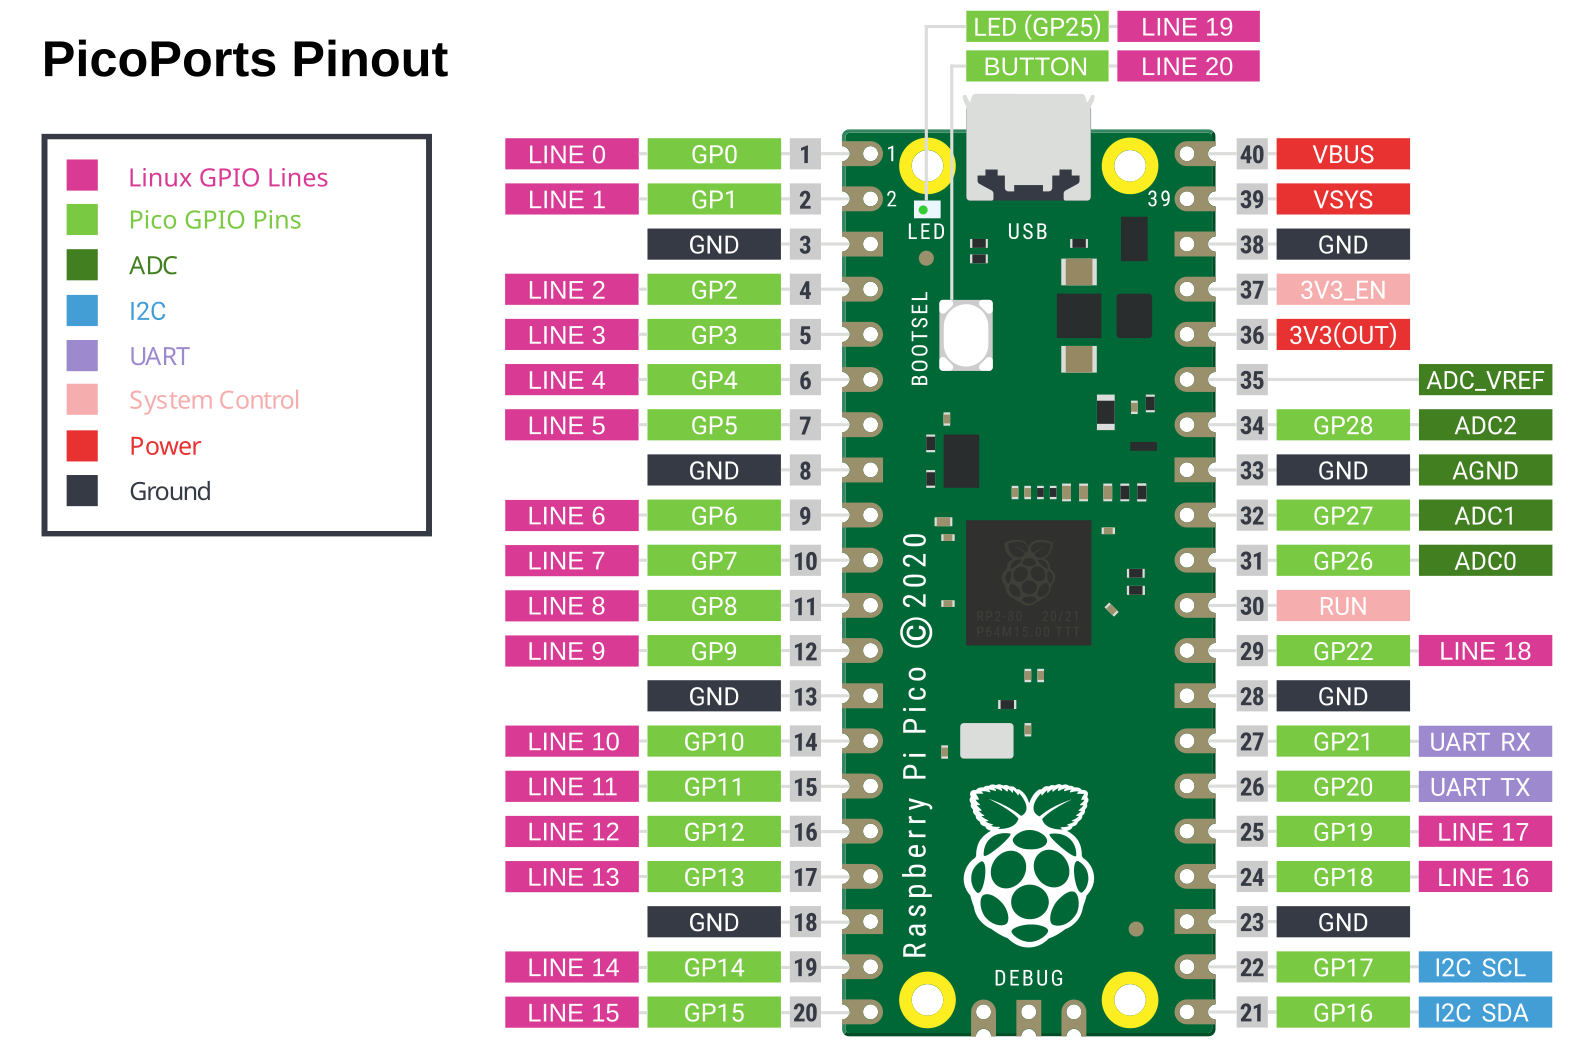 PicoPorts Pinout
LED (GP25) LINE 19
BUTTON LINE 20
Linux GPIO Lines
Pico GPIO Pins
ADC
I2C
UART
System Control
Power
Ground
LINE 0 GP0 1 1 40 VBUS
LINE 1 GP1 2 2 39 39 VSYS
LED USB
GND 3 38 GND
LINE 2 GP2 4 37 3V3_EN
LINE 3 GP3 5 36 3V3(OUT)
BOOTSEL
LINE 4 GP4 6 35 ADC_VREF
LINE 5 GP5 7 34 GP28 ADC2
GND 8 33 GND AGND
LINE 6 GP6 9 32 GP27 ADC1
LINE 7 GP7 10 31 GP26 ADC0
LINE 8 GP8 11 30 RUN
RP2-80 20/21
P64M15.00 TTT
LINE 9 GP9 12 29 GP22 LINE 18
GND 13 28 GND
LINE 10 GP10 14 27 GP21 UART RX
LINE 11 GP11 15 26 GP20 UART TX
LINE 12 GP12 16 25 GP19 LINE 17
LINE 13 GP13 17 24 GP18 LINE 16
Raspberry Pi Pico © 2020
GND 18 23 GND
LINE 14 GP14 19 22 GP17 I2C SCL
DEBUG
LINE 15 GP15 20 21 GP16 I2C SDA